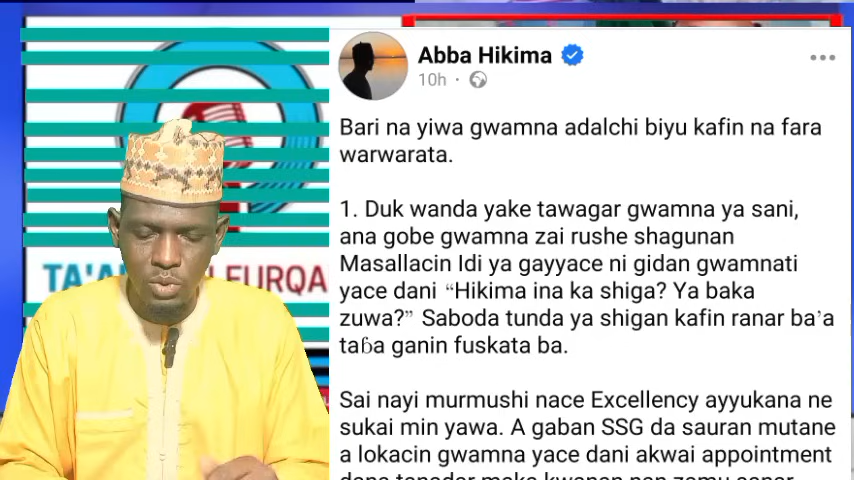 TA'A
LFURQA
Abba Hikima
10h
Bari na yiwa gwamna adalchi biyu kafin na fara
warwarata.
1. Duk wanda yake tawagar gwamna ya sani,
ana gobe gwamna zai rushe shagunan
Masallacin Idi ya gayyace ni gidan gwamnati
yace dani “Hikima ina ka shiga? Ya baka
zuwa?” Saboda tunda ya shigan kafin ranar ba’a
taɓa ganin fuskata ba.
Sai nayi murmushi nace Excellency ayyukana ne
sukai min yawa. A gaban SSG da sauran mutane
a lokacin gwamna yace dani akwai appointment